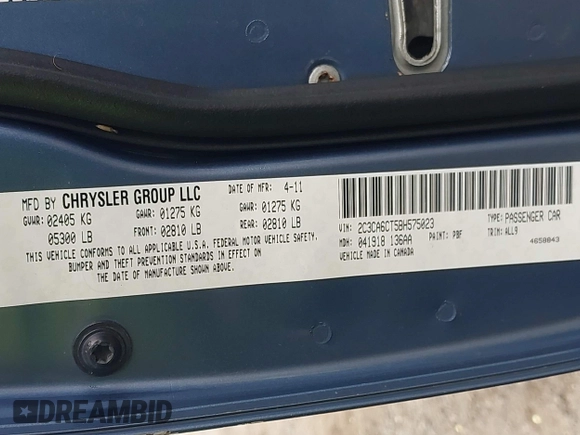 MFD BY CHRYSLER GROUP LLC
DATE OF MFR: 4-11
GVWR: 02405 KG
GAWR: 01275 KG
GAWR: 01275 KG
05300 LB
FRONT: 02810 LB
REAR: 02810 LB
THIS VEHICLE CONFORMS TO ALL APPLICABLE U.S.A. FEDERAL MOTOR VEHICLE SAFETY,
BUMPER AND THEFT PREVENTION STANDARDS IN EFFECT ON
THE DATE OF MANUFACTURE SHOWN ABOVE.
VIN: 2C3CA6CT5BH575023
TYPE: PASSENGER CAR
MDH: 041918 136AA
PAINT: PBF
TRIM: ALL9
VEHICLE MADE IN CANADA
4658043
DREAMBID